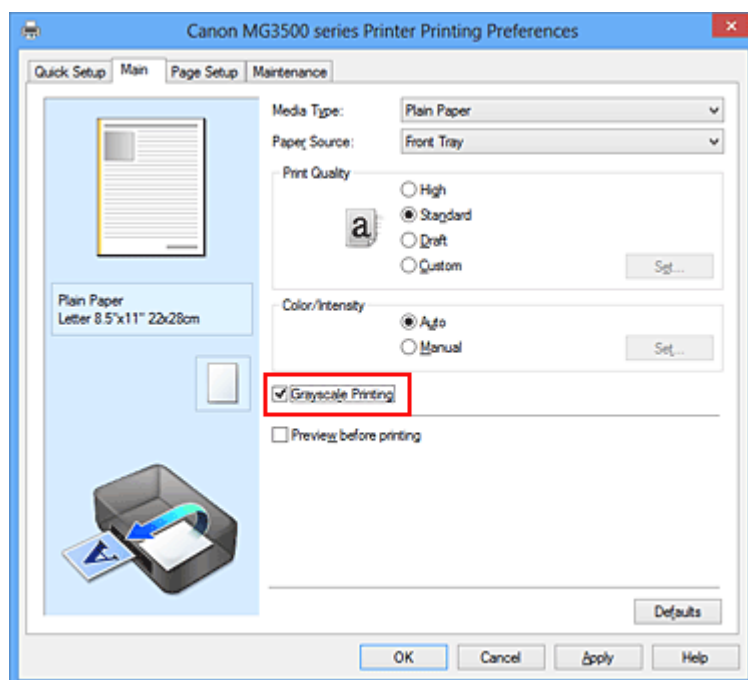 Canon MG3500 series Printer Printing Preferences
Quick Setup Main Page Setup Maintenance
Media Type: Plain Paper
Paper Source: Front Tray
Print Quality
High
a
Standard
Draft
Custom Set...
Plain Paper
Letter 8.5"x11" 22x28cm
Color/Intensity
Auto
Manual Set...
Grayscale Printing
Preview before printing
A
Defaults
OK Cancel Apply Help